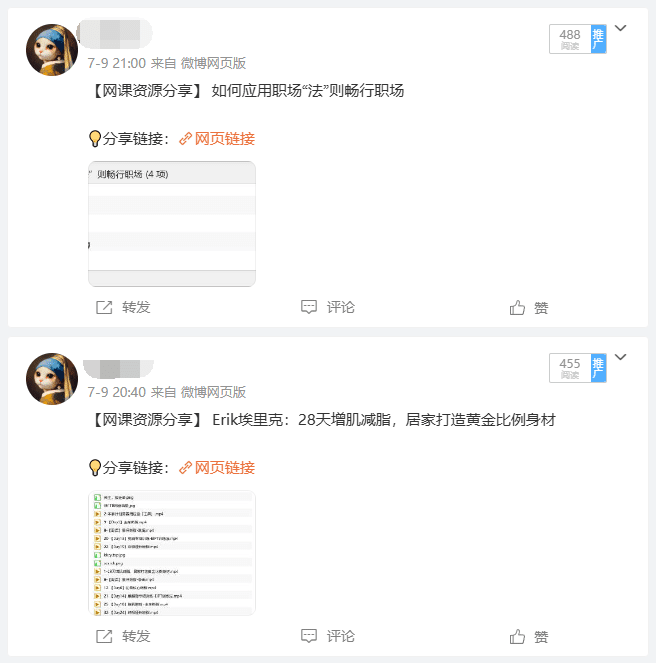 488
阅读
推广
7-9 21:00 来自 微博网页版
【网课资源分享】 如何应用职场“法”则畅行职场
分享链接： 网页链接
” 则畅行职场 (4 项)
转发
评论
赞
455
阅读
推广
7-9 20:40 来自 微博网页版
【网课资源分享】 Erik埃里克：28天增肌减脂，居家打造黄金比例身材
分享链接： 网页链接
转发
评论
赞